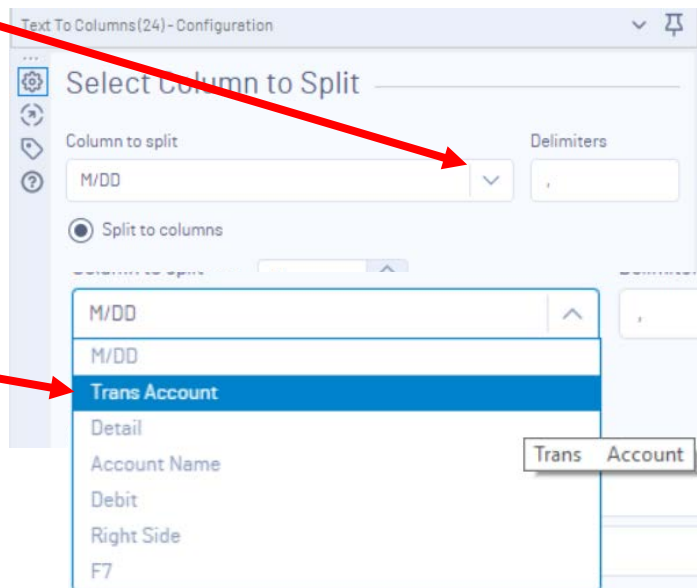 Text To Columns (24) - Configuration
Select Column to Split
Column to split
Delimiters
M/DD
,
Split to columns
M/DD
,
M/DD
Trans Account
Detail
Trans Account
Account Name
Debit
Right Side
F7